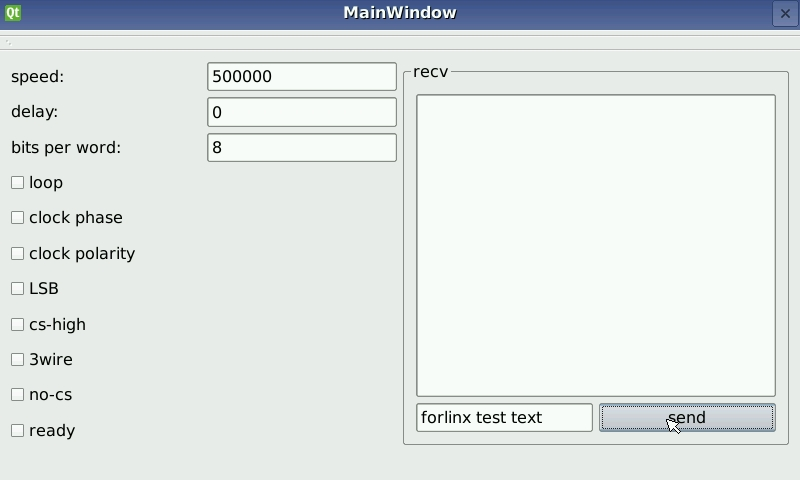 Qt MainWindow
speed: 500000
delay: 0
bits per word: 8
loop
clock phase
clock polarity
LSB
cs-high
3wire
no-cs
ready
recv
forlinx test text send